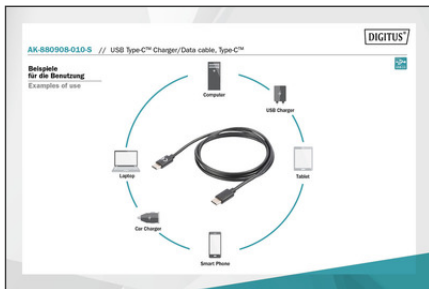 DIGITUS®
AK-880908-010-S // USB Type-C™ Charger/Data cable, Type-C™
Beispiele
für die Benutzung
Examples of use
Computer
USB Charger
Laptop
Tablet
Car Charger
Smart Phone